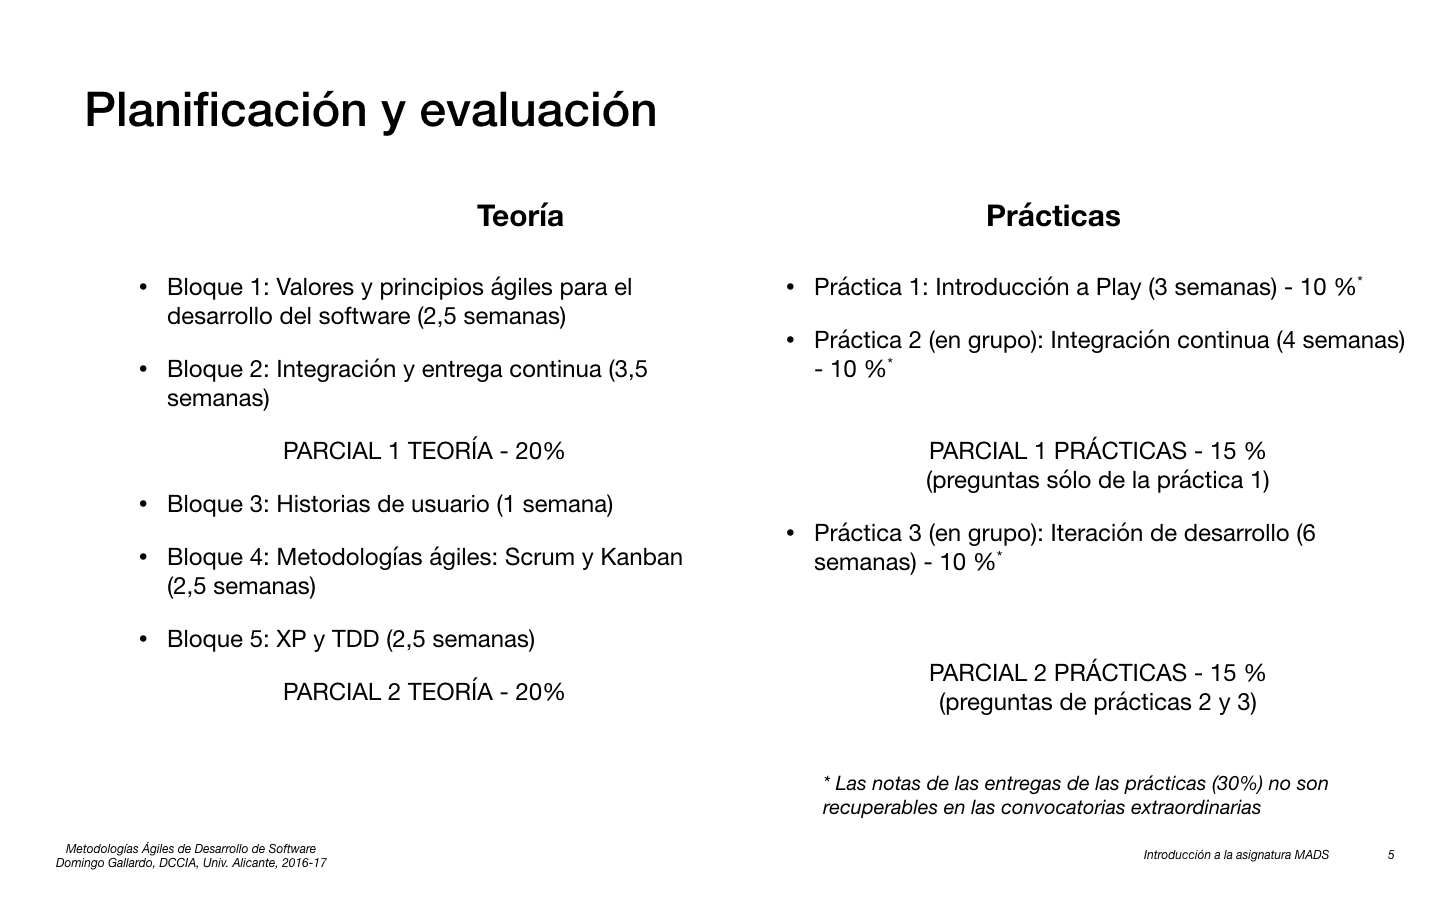 Planificación y evaluación
Teoría
• Bloque 1: Valores y principios ágiles para el
desarrollo del software (2,5 semanas)
• Bloque 2: Integración y entrega continua (3,5
semanas)
PARCIAL 1 TEORÍA - 20%
• Bloque 3: Historias de usuario (1 semana)
• Bloque 4: Metodologías ágiles: Scrum y Kanban
(2,5 semanas)
• Bloque 5: XP y TDD (2,5 semanas)
PARCIAL 2 TEORÍA - 20%
Prácticas
• Práctica 1: Introducción a Play (3 semanas) - 10 %*
• Práctica 2 (en grupo): Integración continua (4 semanas)
- 10 %*
PARCIAL 1 PRÁCTICAS - 15 %
(preguntas sólo de la práctica 1)
• Práctica 3 (en grupo): Iteración de desarrollo (6
semanas) - 10 %*
PARCIAL 2 PRÁCTICAS - 15 %
(preguntas de prácticas 2 y 3)
* Las notas de las entregas de las prácticas (30%) no son
recuperables en las convocatorias extraordinarias
Metodologías Ágiles de Desarrollo de Software
Domingo Gallardo, DCCIA, Univ. Alicante, 2016-17
Introducción a la asignatura MADS
5